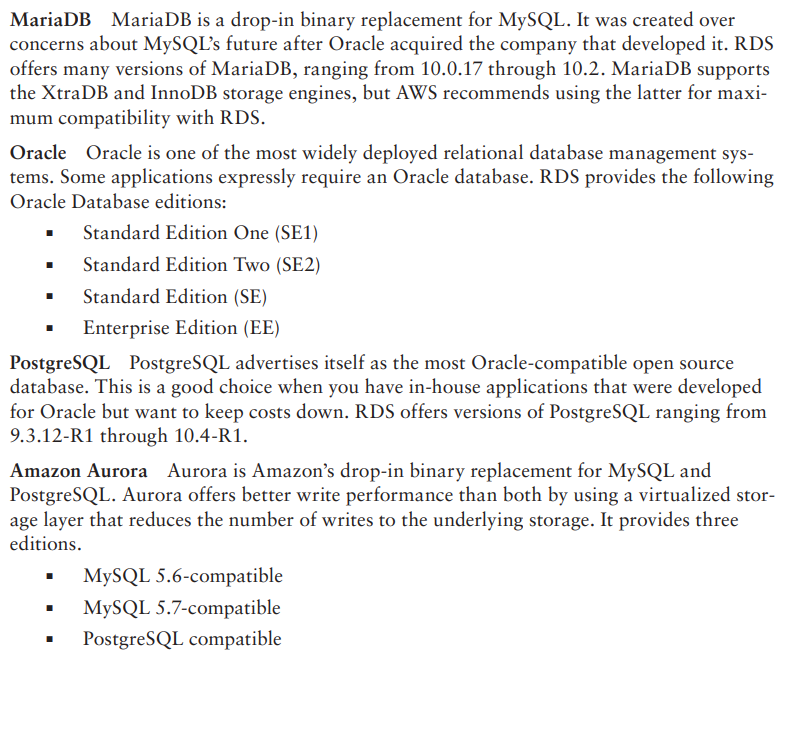 MariaDB MariaDB is a drop-in binary replacement for MySQL. It was created over
concerns about MySQL’s future after Oracle acquired the company that developed it. RDS
offers many versions of MariaDB, ranging from 10.0.17 through 10.2. MariaDB supports
the XtraDB and InnoDB storage engines, but AWS recommends using the latter for maxi-
mum compatibility with RDS.
Oracle Oracle is one of the most widely deployed relational database management sys-
tems. Some applications expressly require an Oracle database. RDS provides the following
Oracle Database editions:
▪ Standard Edition One (SE1)
▪ Standard Edition Two (SE2)
▪ Standard Edition (SE)
▪ Enterprise Edition (EE)
PostgreSQL PostgreSQL advertises itself as the most Oracle-compatible open source
database. This is a good choice when you have in-house applications that were developed
for Oracle but want to keep costs down. RDS offers versions of PostgreSQL ranging from
9.3.12-R1 through 10.4-R1.
Amazon Aurora Aurora is Amazon’s drop-in binary replacement for MySQL and
PostgreSQL. Aurora offers better write performance than both by using a virtualized stor-
age layer that reduces the number of writes to the underlying storage. It provides three
editions.
▪ MySQL 5.6-compatible
▪ MySQL 5.7-compatible
▪ PostgreSQL compatible